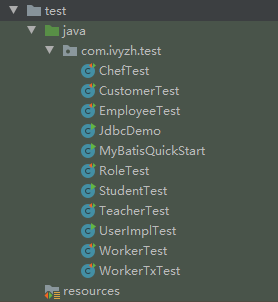 test
java
com.ivyzh.test
ChefTest
CustomerTest
EmployeeTest
JdbcDemo
MyBatisQuickStart
RoleTest
StudentTest
TeacherTest
UserImplTest
WorkerTest
WorkerTxTest
resources